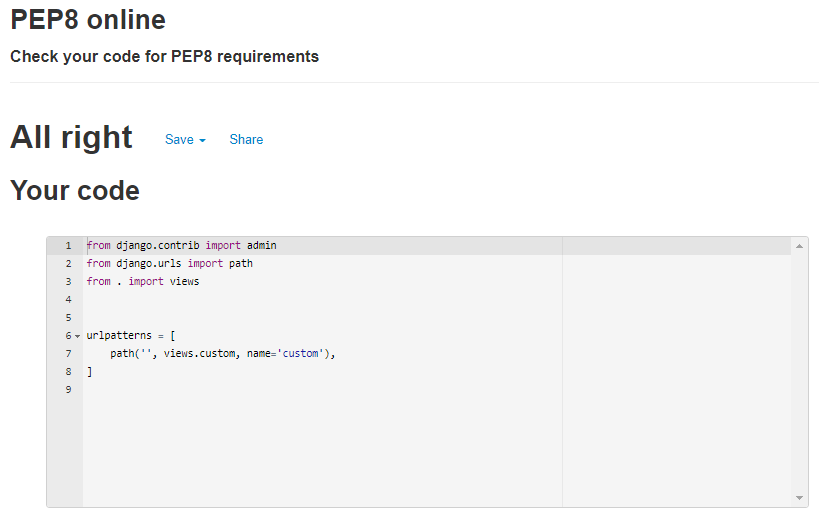 PEP8 online
Check your code for PEP8 requirements
All right Save Share
Your code
1 from django.contrib import admin
2 from django.urls import path
3 from . import views
4
5
6 urlpatterns = [
7     path('', views.custom, name='custom'),
8 ]
9